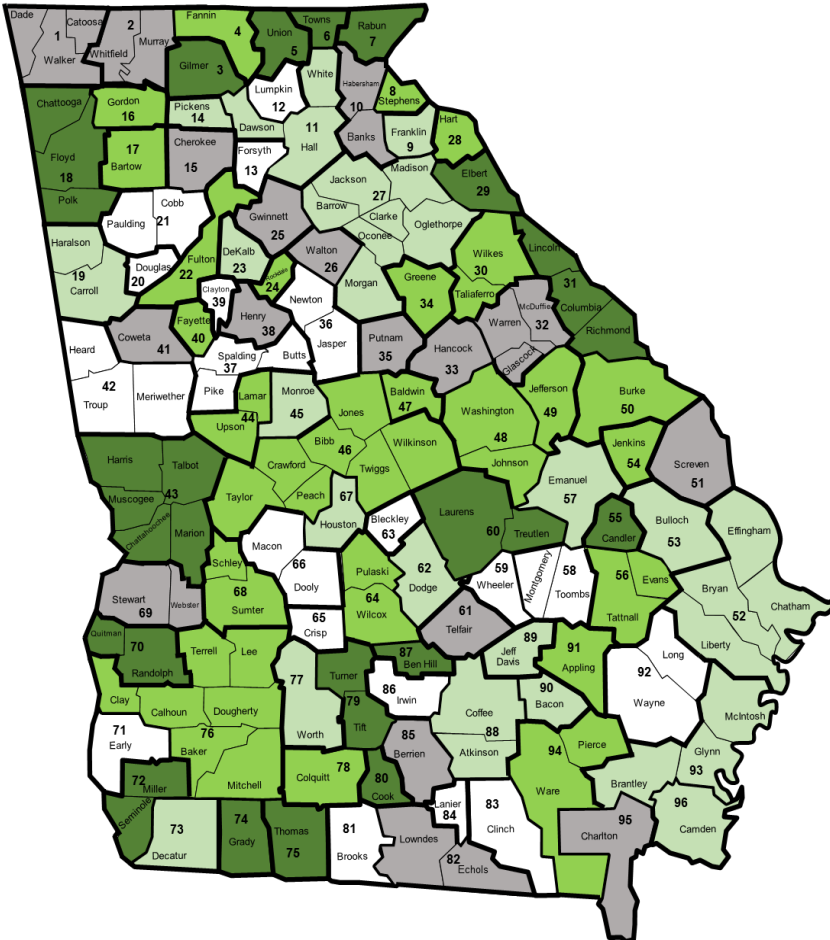 Dade
Catoosa
1
Walker
Whitfield
2
Murray
Fannin
4
Union
5
Towns
6
Rabun
7
Gilmer
3
White
Lumpkin
12
Habersham
10
8
Stephens
Chattooga
Gordon
16
Pickens
14
Dawson
11
Hall
Banks
Franklin
9
Hart
28
Floyd
18
17
Bartow
Cherokee
15
Forsyth
13
Jackson
27
Madison
Elbert
29
Polk
Paulding
Cobb
21
Gwinnett
25
Barrow
Clarke
Oconee
Oglethorpe
Haralson
19
Carroll
Douglas
20
Fulton
22
DeKalb
23
Rockdale
24
Walton
26
Morgan
Greene
34
Wilkes
30
Taliaferro
Lincoln
31
Columbia
Richmond
Clayton
39
Newton
36
Jasper
Fayette
40
Henry
38
McDuffie
32
Warren
Glascock
Coweta
41
Spalding
37
Butts
Putnam
35
Hancock
33
Heard
42
Troup
Meriwether
Pike
Lamar
44
Upson
Monroe
45
Jones
Baldwin
47
Washington
48
Jefferson
49
Burke
50
Jenkins
54
Screven
51
Harris
Talbot
43
Muscogee
Chattahoochee
Marion
Taylor
Crawford
Bibb
46
Peach
Twiggs
Wilkinson
Johnson
Emanuel
57
67
Houston
Bleckley
63
Laurens
60
Treutlen
55
Candler
Bulloch
53
Effingham
Macon
66
Dooly
Schley
68
Sumter
Pulaski
64
Wilcox
62
Dodge
59
Wheeler
Montgomery
58
Toombs
56
Evans
Tattnall
Bryan
52
Chatham
Liberty
Stewart
69
Webster
65
Crisp
61
Telfair
Quitman
70
Randolph
Terrell
Lee
77
Worth
Turner
79
Tift
87
Ben Hill
86
Irwin
89
Jeff
Davis
91
Appling
92
Long
Wayne
Clay
Calhoun
Dougherty
76
Baker
Mitchell
71
Early
90
Bacon
Coffee
88
Atkinson
McIntosh
85
Berrien
94
Pierce
Ware
Glynn
93
Brantley
72
Miller
Colquitt
78
80
Cook
Seminole
73
Decatur
74
Grady
Thomas
75
81
Brooks
Lowndes
82
Echols
Lanier
84
83
Clinch
95
Charlton
96
Camden